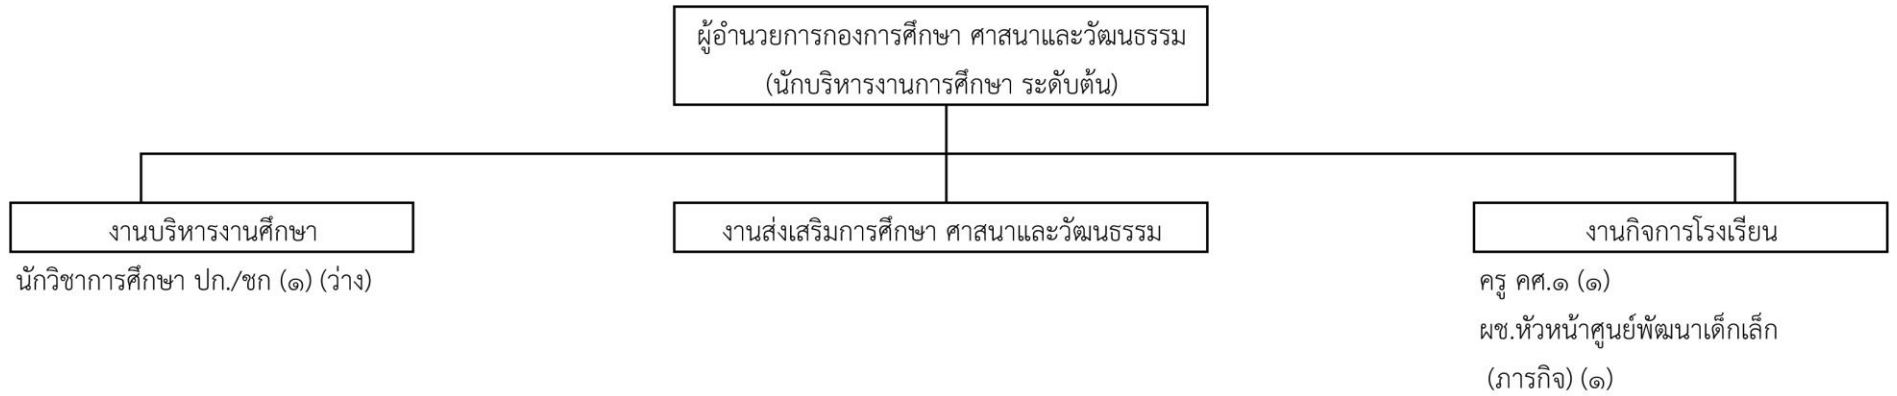 ผู้อำนวยการกองการศึกษา ศาสนาและวัฒนธรรม
(นักบริหารงานการศึกษา ระดับต้น)
งานบริหารงานศึกษา
งานส่งเสริมการศึกษา ศาสนาและวัฒนธรรม
งานกิจการโรงเรียน
นักวิชาการศึกษา ปก./ชก (๑) (ว่าง)
ครู คศ.๑ (๑)
ผช.หัวหน้าศูนย์พัฒนาเด็กเล็ก
(ภารกิจ) (๑)